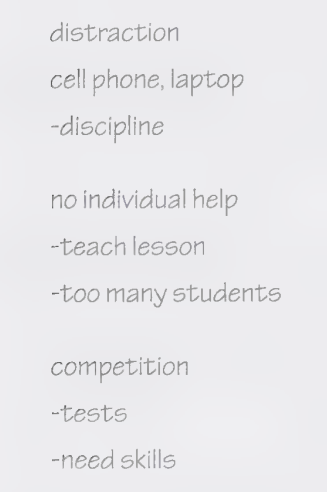 distraction
cell phone, laptop
-discipline
no individual help
-teach lesson
-too many students
competition
-tests
-need skills